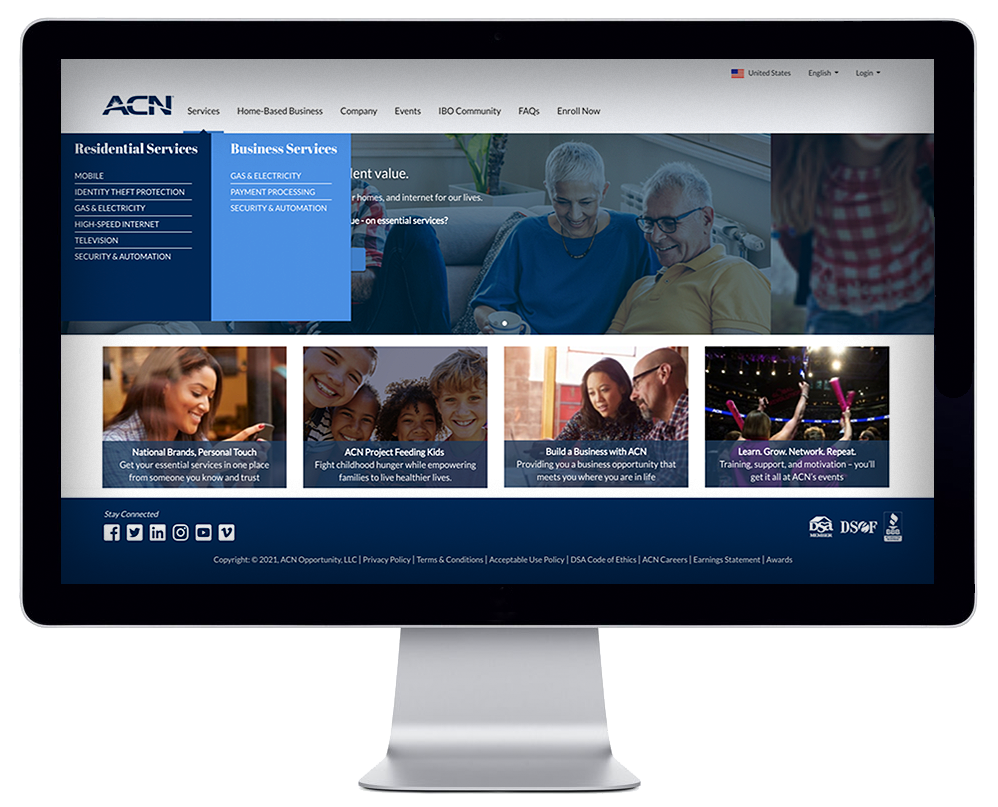 United States English Login
ACN Services Home-Based Business Company Events IBO Community FAQs Enroll Now
Residential Services
MOBILE
IDENTITY THEFT PROTECTION
GAS & ELECTRICITY
HIGH-SPEED INTERNET
TELEVISION
SECURITY & AUTOMATION
Business Services
GAS & ELECTRICITY
PAYMENT PROCESSING
SECURITY & AUTOMATION
lent value.
r homes, and internet for our lives.
ue - on essential services?
National Brands, Personal Touch
Get your essential services in one place
from someone you know and trust
ACN Project Feeding Kids
Fight childhood hunger while empowering
families to live healthier lives.
Build a Business with ACN
Providing you a business opportunity that
meets you where you are in life
Learn. Grow. Network. Repeat.
Training, support, and motivation – you'll
get it all at ACN's events
Stay Connected
DSA
MEMBER
DSEF
BBB
Copyright: © 2021, ACN Opportunity, LLC | Privacy Policy | Terms & Conditions | Acceptable Use Policy | DSA Code of Ethics | ACN Careers | Earnings Statement | Awards